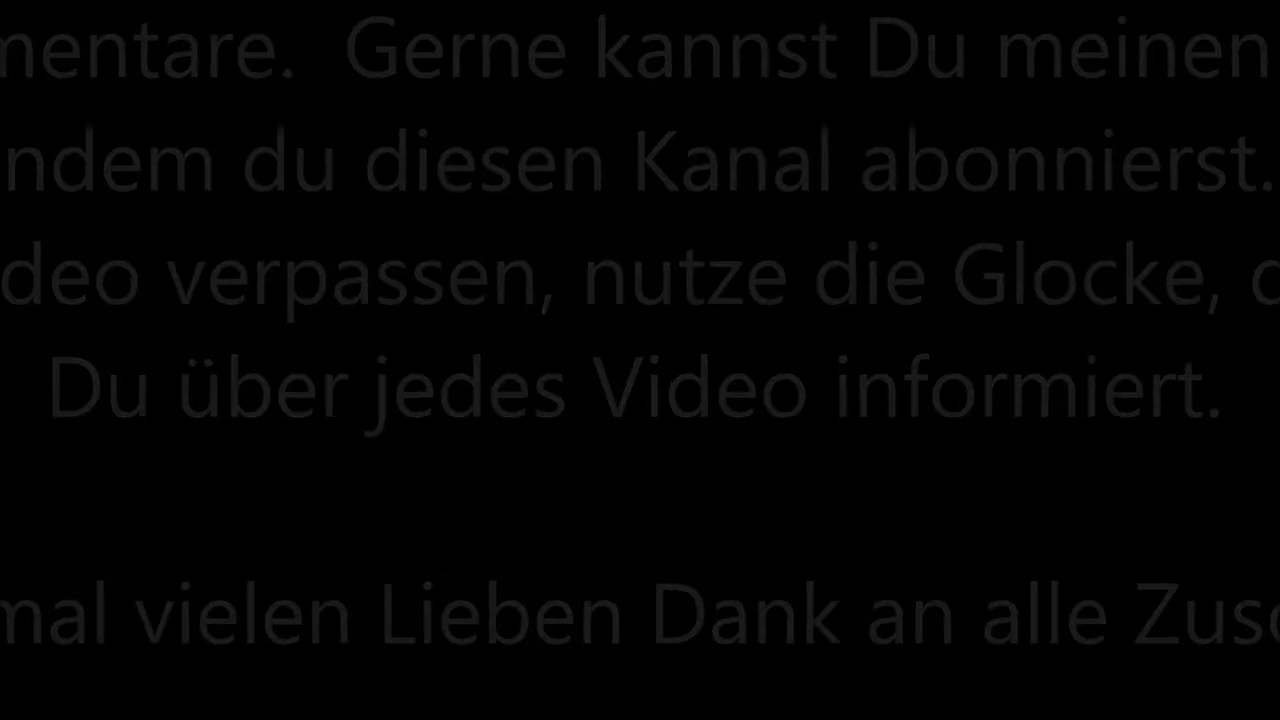 mentare. Gerne kannst Du meinen
ndem du diesen Kanal abonnierst.
deo verpassen, nutze die Glocke, d
Du über jedes Video informiert.
mal vielen Lieben Dank an alle Zusc